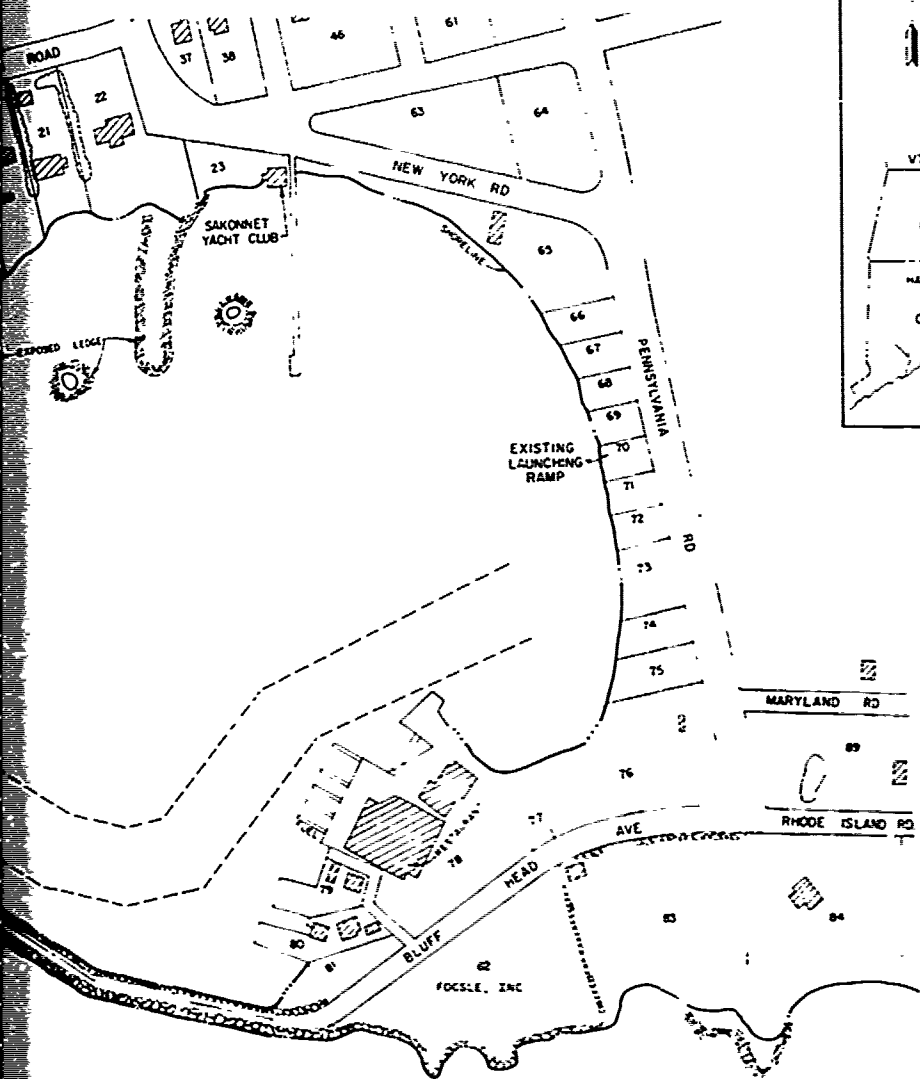 ROAD
37
38
46
61
22
21
63
64
23
NEW YORK RD
SAKONNET
YACHT CLUB
SHORELINE
65
66
EXPOSED LEDGE
67
PENNSYLVANIA
68
69
EXISTING
LAUNCHING
RAMP
70
71
72
RD
73
74
75
MARYLAND RD
89
76
77
AVE
RHODE ISLAND RD
78
HEAD
79
83
84
80
BLUFF
81
62
FOCSLE, INC